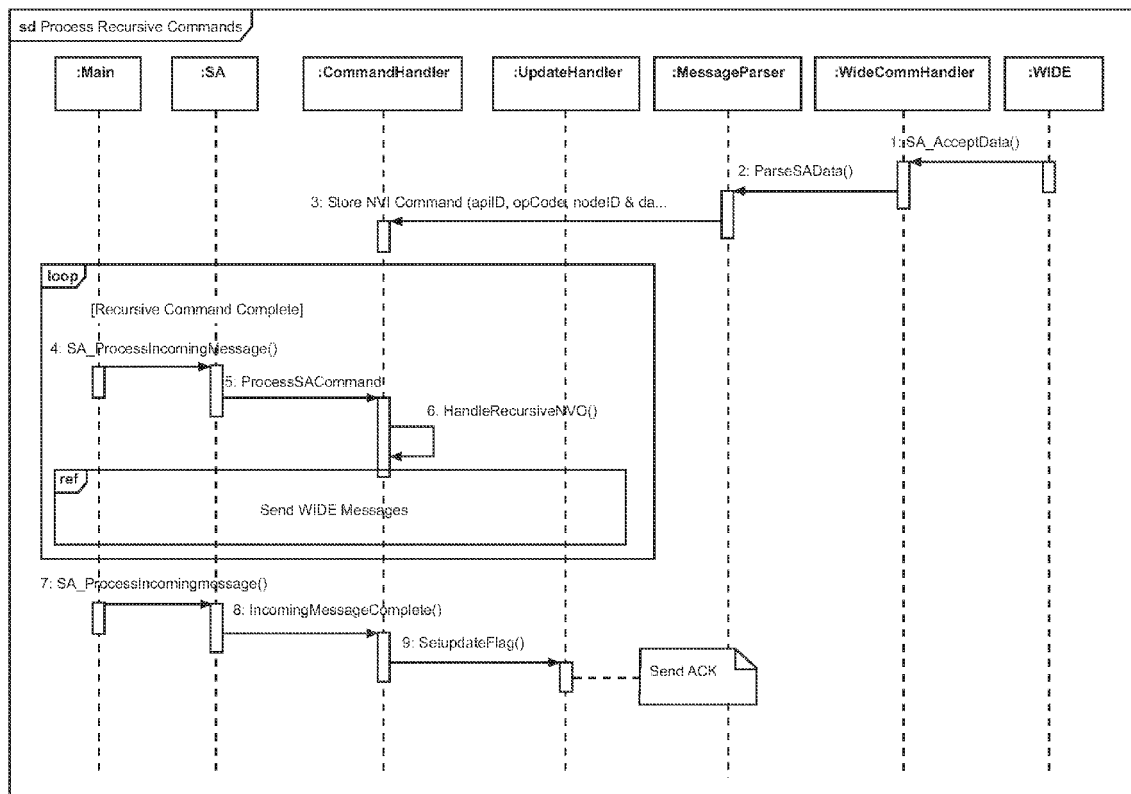 sd Process Recursive Commands
:Main :SA :CommandHandler :UpdateHandler :MessageParser :WideCommHandler :WIDE
1: SA_AcceptData()
2: ParseSAData()
3: Store NVI Command (apiID, opCode, nodeID & da...
loop
[Recursive Command Complete]
4: SA_ProcessIncomingMessage()
5: ProcessSACommand
6: HandleRecursiveNVO()
ref
Send WIDE Messages
7: SA_ProcessIncomingmessage()
8: IncomingMessageComplete()
9: SetupdateFlag()
Send ACK